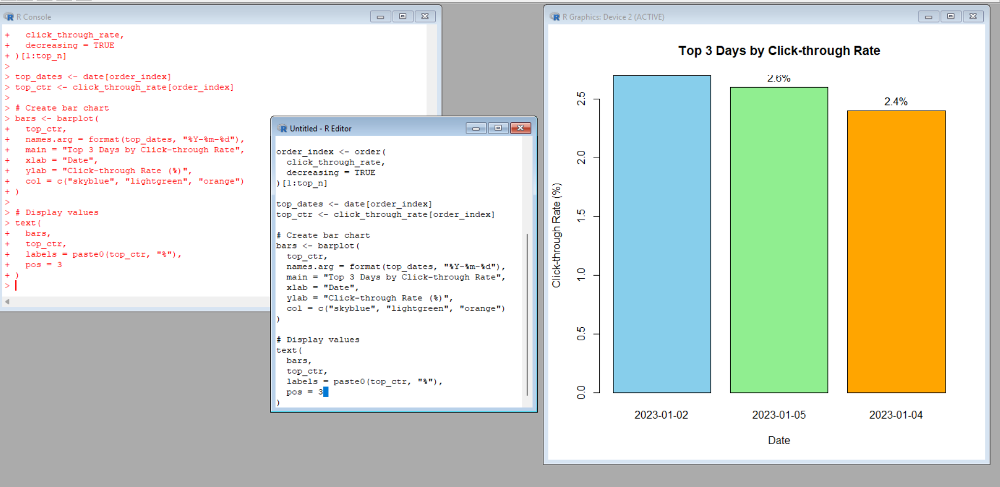 R Console
+   click_through_rate,
+   decreasing = TRUE
+ )[1:top_n]
>
> top_dates <- date[order_index]
> top_ctr <- click_through_rate[order_index]
>
> # Create bar chart
> bars <- barplot(
+   top_ctr,
+   names.arg = format(top_dates, "%Y-%m-%d"),
+   main = "Top 3 Days by Click-through Rate",
+   xlab = "Date",
+   ylab = "Click-through Rate (%)",
+   col = c("skyblue", "lightgreen", "orange")
+ )
>
> # Display values
> text(
+   bars,
+   top_ctr,
+   labels = paste0(top_ctr, "%"),
+   pos = 3
+ )
>
Untitled - R Editor
order_index <- order(
  click_through_rate,
  decreasing = TRUE
)[1:top_n]

top_dates <- date[order_index]
top_ctr <- click_through_rate[order_index]

# Create bar chart
bars <- barplot(
  top_ctr,
  names.arg = format(top_dates, "%Y-%m-%d"),
  main = "Top 3 Days by Click-through Rate",
  xlab = "Date",
  ylab = "Click-through Rate (%)",
  col = c("skyblue", "lightgreen", "orange")
)

# Display values
text(
  bars,
  top_ctr,
  labels = paste0(top_ctr, "%"),
  pos = 3
)
R Graphics: Device 2 (ACTIVE)
Top 3 Days by Click-through Rate
2.6%
2.4%
Click-through Rate (%)
2.5
2.0
1.5
1.0
0.5
0.0
2023-01-02 2023-01-05 2023-01-04
Date